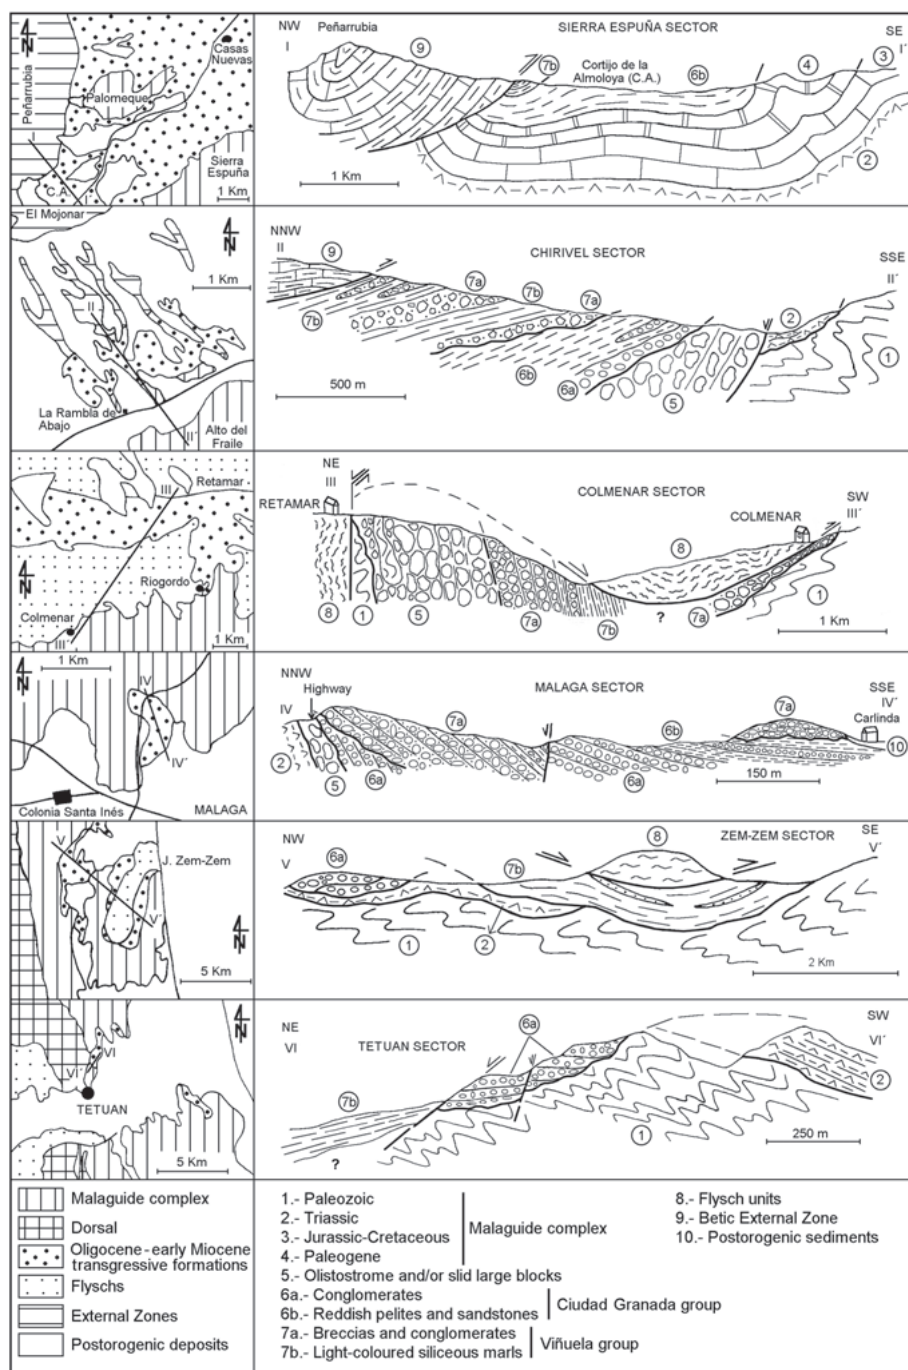 4
N
Casas
Nuevas
Peñarrubia
Palomeque
I
C.A.
I´
Sierra
Espuña
1 Km
NW
I
Peñarrubia
SIERRA ESPUÑA SECTOR
SE
I´
9
7b
Cortijo de la
Almoloya (C.A.)
6b
4
3
2
1 Km
El Mojonar
4
N
1 Km
II
La Rambla de
Abajo
II´
Alto del
Fraile
NNW
II
CHIRIVEL SECTOR
SSE
II´
9
7a
7b
7a
2
7b
6b
6a
5
1
500 m
III
Retamar
4
N
Riogordo
Colmenar
III´
1 Km
NE
III
COLMENAR SECTOR
SW
III´
RETAMAR
COLMENAR
8
8
1
5
7a
7b
?
7a
1
1 Km
1 Km
4
N
IV
IV´
Colonia Santa Inés
MALAGA
NNW
IV
Highway
MALAGA SECTOR
SSE
IV´
Carlinda
7a
6b
7a
10
2
5
6a
6a
150 m
V
J. Zem-Zem
V´
4
N
5 Km
NW
V
ZEM-ZEM SECTOR
SE
V´
6a
7b
8
1
2
2 Km
4
N
VI
VI´
TETUAN
5 Km
NE
VI
TETUAN SECTOR
SW
VI´
6a
7b
?
1
2
250 m
Malaguide complex
Dorsal
Oligocene-early Miocene
transgressive formations
Flyschs
External Zones
Postorogenic deposits
1.- Paleozoic
2.- Triassic
3.- Jurassic-Cretaceous
4.- Paleogene
Malaguide complex
5.- Olistostrome and/or slid large blocks
6a.- Conglomerates
6b.- Reddish pelites and sandstones
Ciudad Granada group
7a.- Breccias and conglomerates
7b.- Light-coloured siliceous marls
Viñuela group
8.- Flysch units
9.- Betic External Zone
10.- Postorogenic sediments